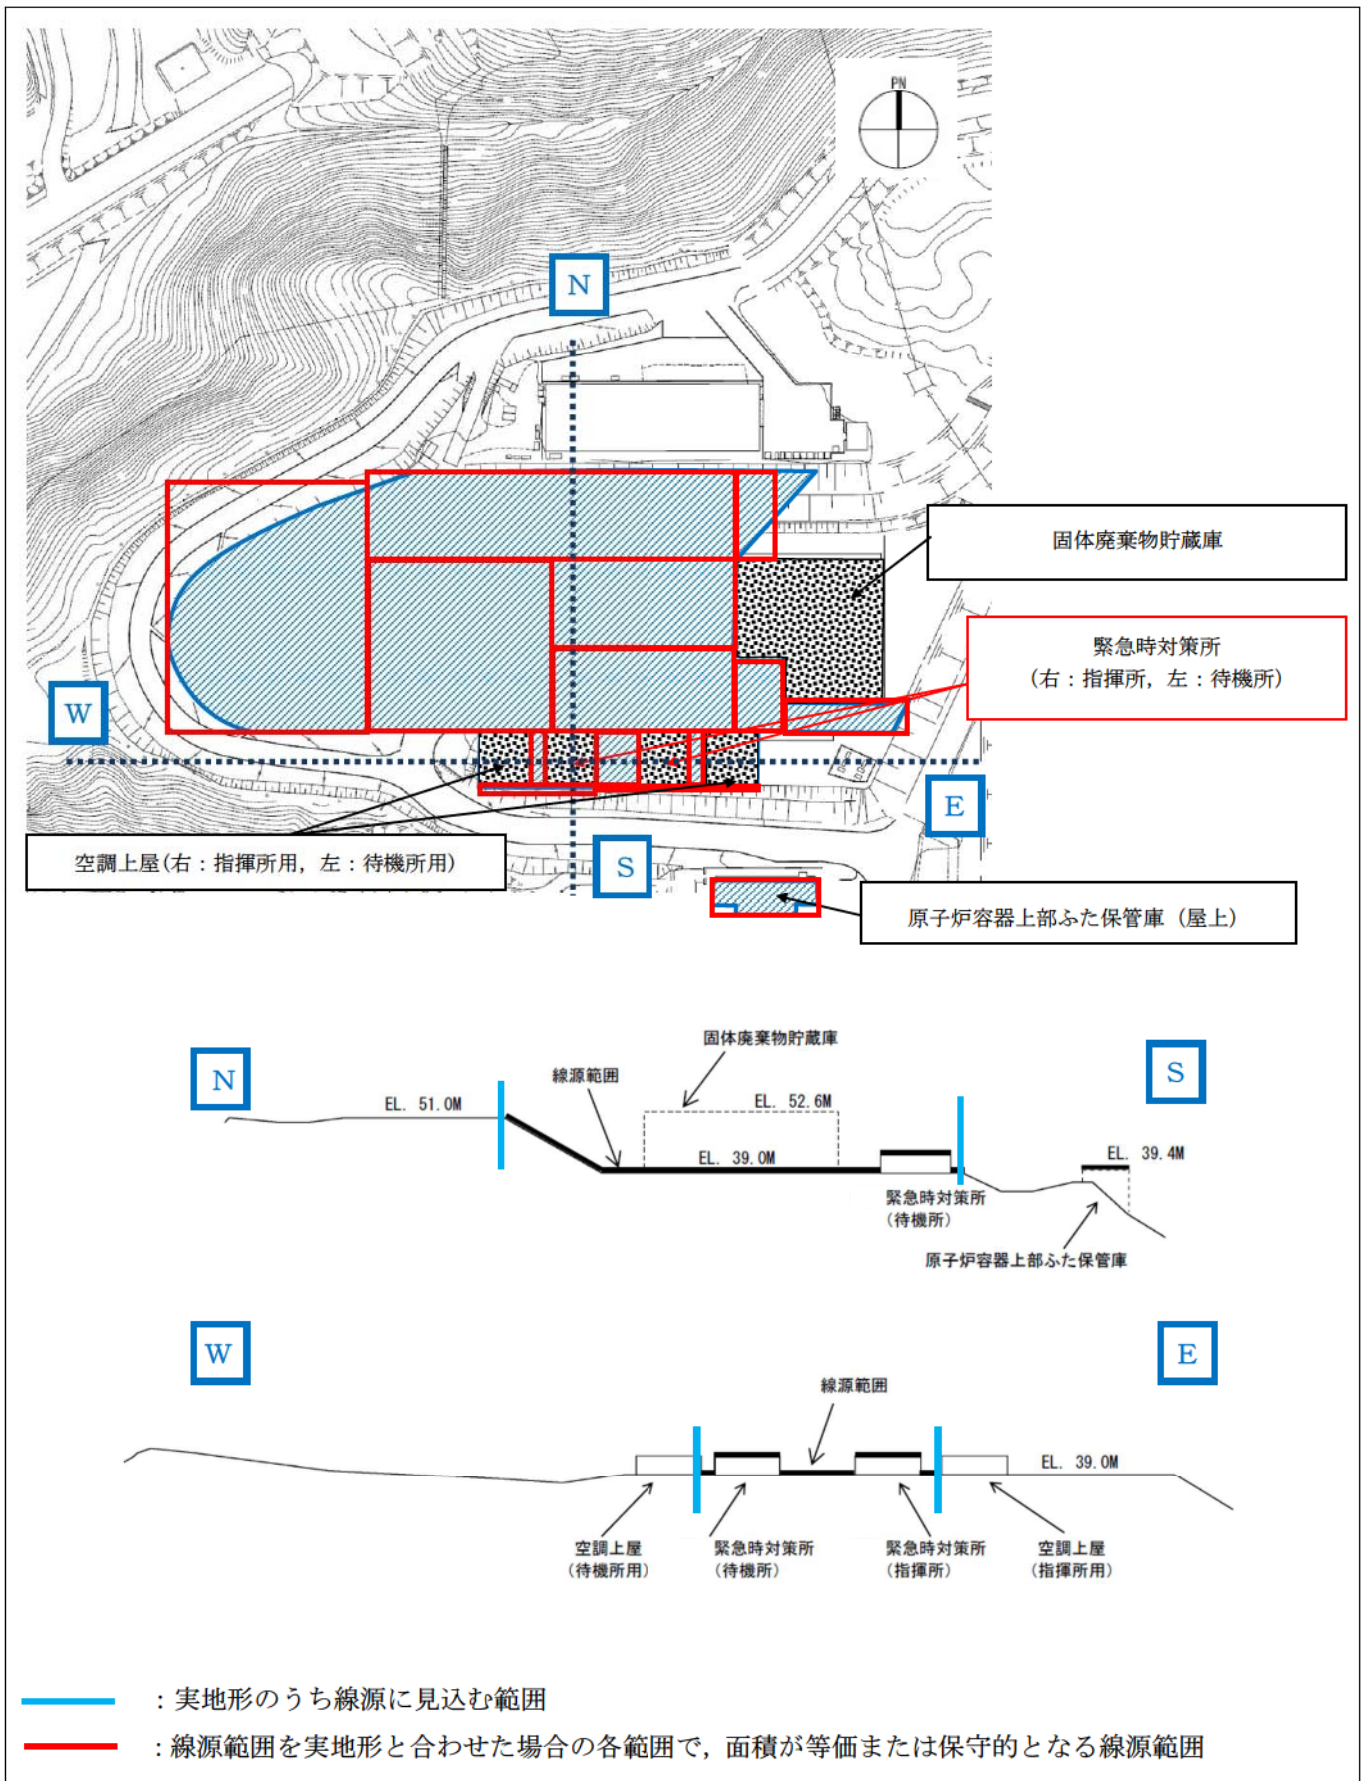 PN
N
固体廃棄物貯蔵庫
緊急時対策所
(右：指揮所，左：待機所)
W
E
空調上屋(右：指揮所用，左：待機所用)
S
原子炉容器上部ふた保管庫（屋上）
N
S
固体廃棄物貯蔵庫
線源範囲
EL. 51.0M
EL. 52.6M
EL. 39.0M
EL. 39.4M
緊急時対策所
（待機所）
原子炉容器上部ふた保管庫
W
E
線源範囲
EL. 39.0M
空調上屋
（待機所用）
緊急時対策所
（待機所）
緊急時対策所
（指揮所）
空調上屋
（指揮所用）
：実地形のうち線源に見込む範囲
：線源範囲を実地形と合わせた場合の各範囲で，面積が等価または保守的となる線源範囲